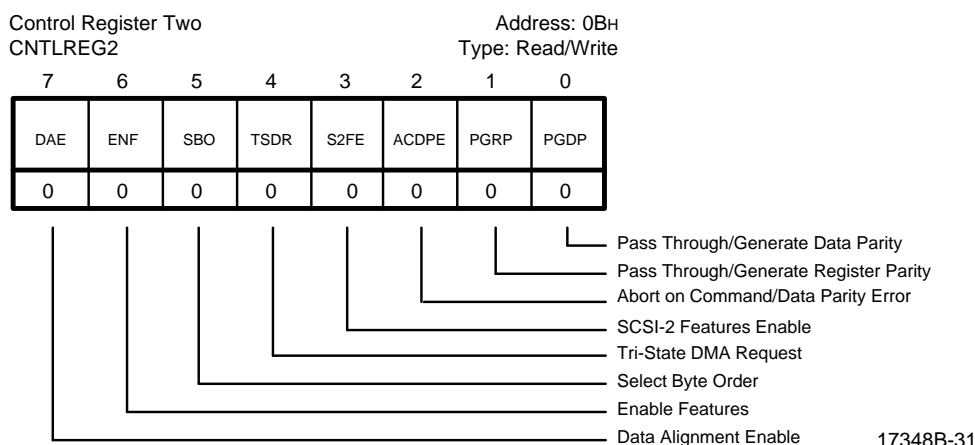 Control Register Two Address: 0BH
CNTLREG2 Type: Read/Write
7 6 5 4 3 2 1 0
DAE ENF SBO TSDR S2FE ACDPE PGRP PGDP
0 0 0 0 0 0 0 0
Pass Through/Generate Data Parity
Pass Through/Generate Register Parity
Abort on Command/Data Parity Error
SCSI-2 Features Enable
Tri-State DMA Request
Select Byte Order
Enable Features
Data Alignment Enable 17348B-31